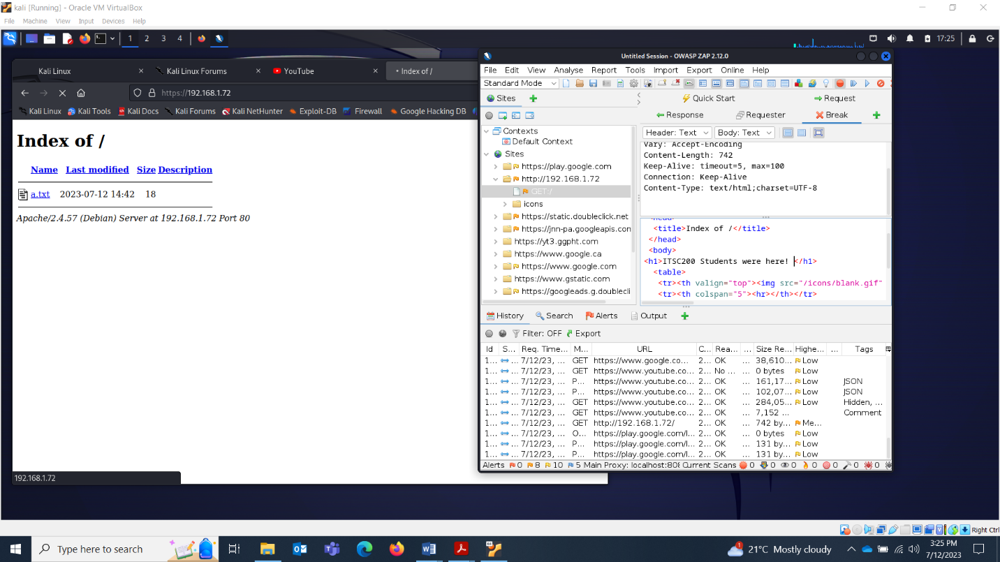 kali [Running] - Oracle VM VirtualBox
File Machine View Input Devices Help
1 2 3 4
17:25
Kali Linux
Kali Linux Forums
YouTube
Index of /
https://192.168.1.72
Kali Linux Kali Tools Kali Docs Kali Forums Kali NetHunter Exploit-DB Firewall Google Hacking DB
Index of /
Name Last modified Size Description
a.txt 2023-07-12 14:42 18
Apache/2.4.57 (Debian) Server at 192.168.1.72 Port 80
192.168.1.72
Untitled Session - OWASP ZAP 2.12.0
File Edit View Analyse Report Tools Import Export Online Help
Standard Mode
Sites
Quick Start
Request
Response
Requester
Break
Header: Text
Body: Text
Contexts
Default Context
Sites
https://play.google.com
http://192.168.1.72
GET:/
icons
https://static.doubleclick.net
https://jnn-pa.googleapis.con
https://yt3.ggpht.com
https://www.google.ca
https://www.google.com
https://www.gstatic.com
https://googleads.g.doublecli
Vary: Accept-Encoding
Content-Length: 742
Keep-Alive: timeout=5, max=100
Connection: Keep-Alive
Content-Type: text/html;charset=UTF-8
<head>
<title>Index of /</title>
</head>
<body>
<h1>ITSC200 Students were here! </h1>
<table>
<tr><th valign="top"><img src="/icons/blank.gif"
<tr><th colspan="5"><hr></th></tr>
History Search Alerts Output
Filter: OFF Export
Id S... Req. Time... M... URL C... Rea... ... Size Re... Highe... ... Tags
1... ... 7/12/23, ... GET https://www.google.co... 2... OK ... 38,610... Low
1... ... 7/12/23, ... GET https://www.youtube.co... 2... No ... ... 0 bytes Low
1... ... 7/12/23, ... P... https://www.youtube.co... 2... OK ... 161,17... Low JSON
1... ... 7/12/23, ... P... https://www.youtube.co... 2... OK ... 102,07... Low JSON
1... ... 7/12/23, ... GET https://www.youtube.co... 2... OK ... 284,05... Low Hidden, ...
1... ... 7/12/23, ... GET https://www.youtube.co... 2... OK ... 7,152 ... Comment
1... ... 7/12/23, ... GET http://192.168.1.72/ 2... OK ... 742 by... Me...
1... ... 7/12/23, ... O... https://play.google.com/l... 2... OK ... 0 bytes Low
1... ... 7/12/23, ... P... https://play.google.com/l... 2... OK ... 131 by... Low
1... ... 7/12/23, ... P... https://play.google.com/l... 2... OK ... 131 by... Low
Alerts 0 8 10 5 Main Proxy: localhost:808 Current Scans 0 0 0 0 0 0 0
Right Ctrl
Type here to search
21°C Mostly cloudy
3:25 PM
7/12/2023